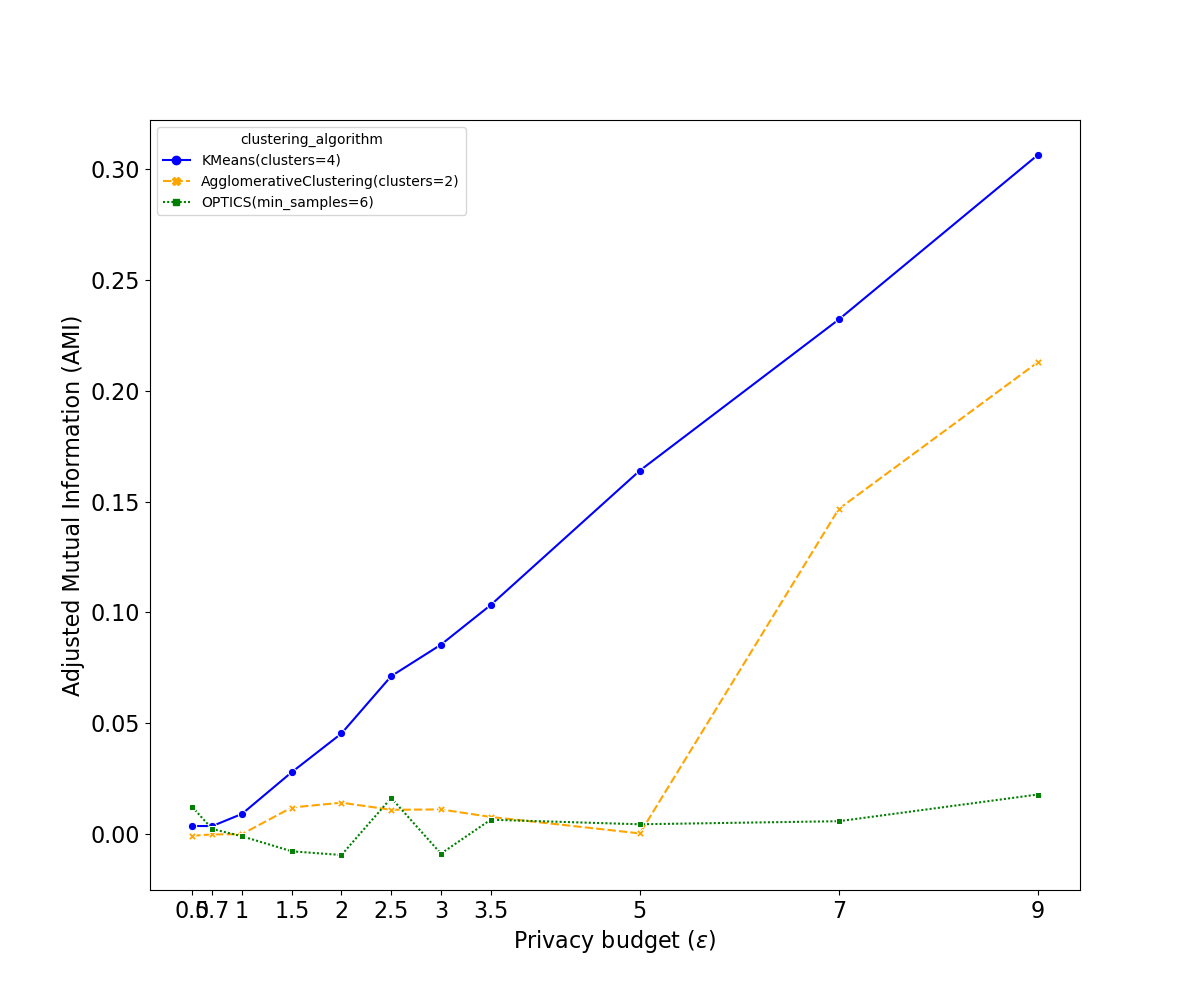 clustering_algorithm
KMeans(clusters=4)
AgglomerativeClustering(clusters=2)
OPTICS(min_samples=6)
0.30
0.25
0.20
0.15
0.10
0.05
0.00
Adjusted Mutual Information (AMI)
0.5 0.7 1 1.5 2 2.5 3 3.5 5 7 9
Privacy budget (ε)